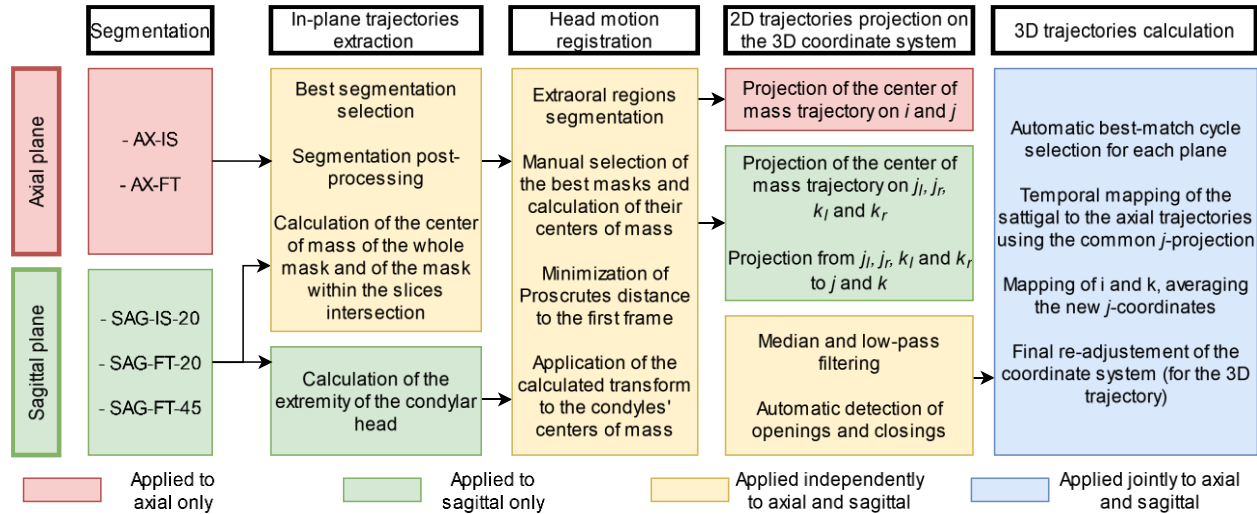 Segmentation
In-plane trajectories
extraction
Head motion
registration
2D trajectories projection on
the 3D coordinate system
3D trajectories calculation
Axial plane
- AX-IS
- AX-FT
Sagittal plane
- SAG-IS-20
- SAG-FT-20
- SAG-FT-45
Best segmentation
selection
Segmentation post-
processing
Calculation of the center
of mass of the whole
mask and of the mask
within the slices
intersection
Calculation of the
extremity of the condylar
head
Extraoral regions
segmentation
Manual selection of
the best masks and
calculation of their
centers of mass
Minimization of
Proscrutes distance
to the first frame
Application of the
calculated transform
to the condyles'
centers of mass
Projection of the center of
mass trajectory on i and j
Projection of the center of
mass trajectory on jl, jr,
kl and kr
Projection from jl, jr, kl and kr
to j and k
Median and low-pass
filtering
Automatic detection of
openings and closings
Automatic best-match cycle
selection for each plane
Temporal mapping of the
sattigal to the axial trajectories
using the common j-projection
Mapping of i and k, averaging
the new j-coordinates
Final re-adjustement of the
coordinate system (for the 3D
trajectory)
Applied to
axial only
Applied to
sagittal only
Applied independently
to axial and sagittal
Applied jointly to axial
and sagittal